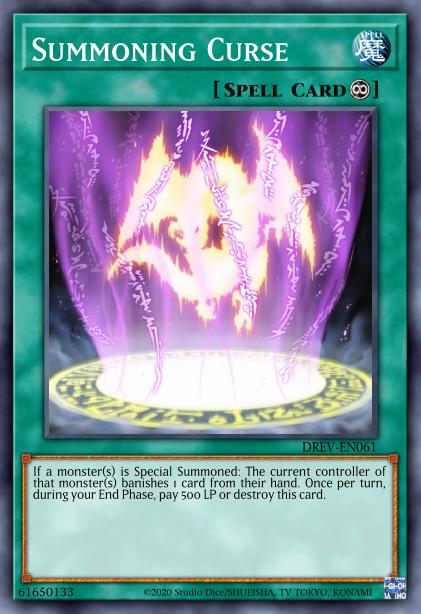 Summoning Curse
[Spell Card]
DREV-EN061
If a monster(s) is Special Summoned: The current controller of
that monster(s) banishes 1 card from their hand. Once per turn,
during your End Phase, pay 500 LP or destroy this card.
61650133
©2020 Studio Dice/SHUEISHA, TV TOKYO, KONAMI